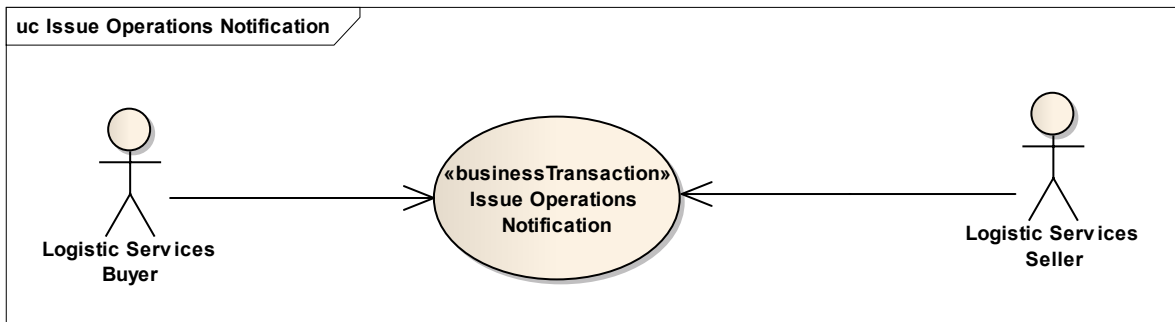 uc Issue Operations Notification
«businessTransaction»
Issue Operations
Notification
Logistic Services
Buyer
Logistic Services
Seller